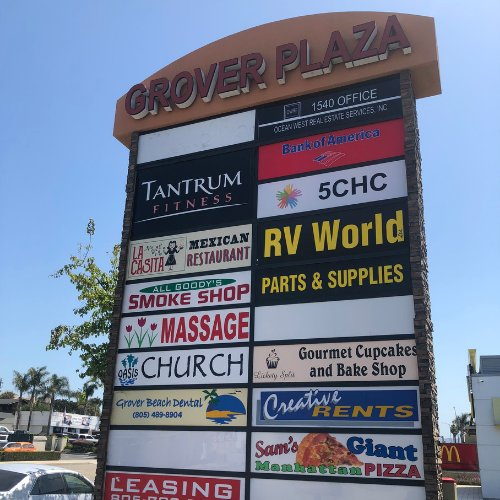 GROVER PLAZA
1540 OFFICE
OCEAN WEST REAL ESTATE SERVICES, INC
Bank of America
TANTRUM
FITNESS
5CHC
LA
CASITA
MEXICAN
RESTAURANT
RV World
PARTS & SUPPLIES
ALL GOODY'S
SMOKE SHOP
MASSAGE
OASIS
CHURCH
Gourmet Cupcakes
and Bake Shop
Lickety Split
Grover Beach Dental
(805) 489-8904
Creative
RENTS
Sam's Giant
Manhattan PIZZA
LEASING